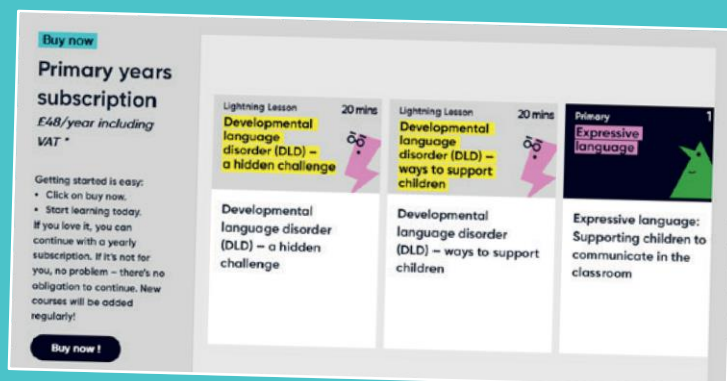 Buy now
Primary years
subscription
£48/year including
VAT *
Getting started is easy:
• Click on buy now.
• Start learning today.
If you love it, you can
continue with a yearly
subscription. If it's not for
you, no problem – there's no
obligation to continue. New
courses will be added
regularly!
Buy now !
Lightning Lesson 20 mins
Developmental
language
disorder (DLD) –
a hidden challenge
Developmental
language disorder
(DLD) – a hidden
challenge
Lightning Lesson 20 mins
Developmental
language
disorder (DLD) –
ways to support
children
Developmental
language disorder
(DLD) – ways to support
children
Primary 1
Expressive
language
Expressive language:
Supporting children to
communicate in the
classroom